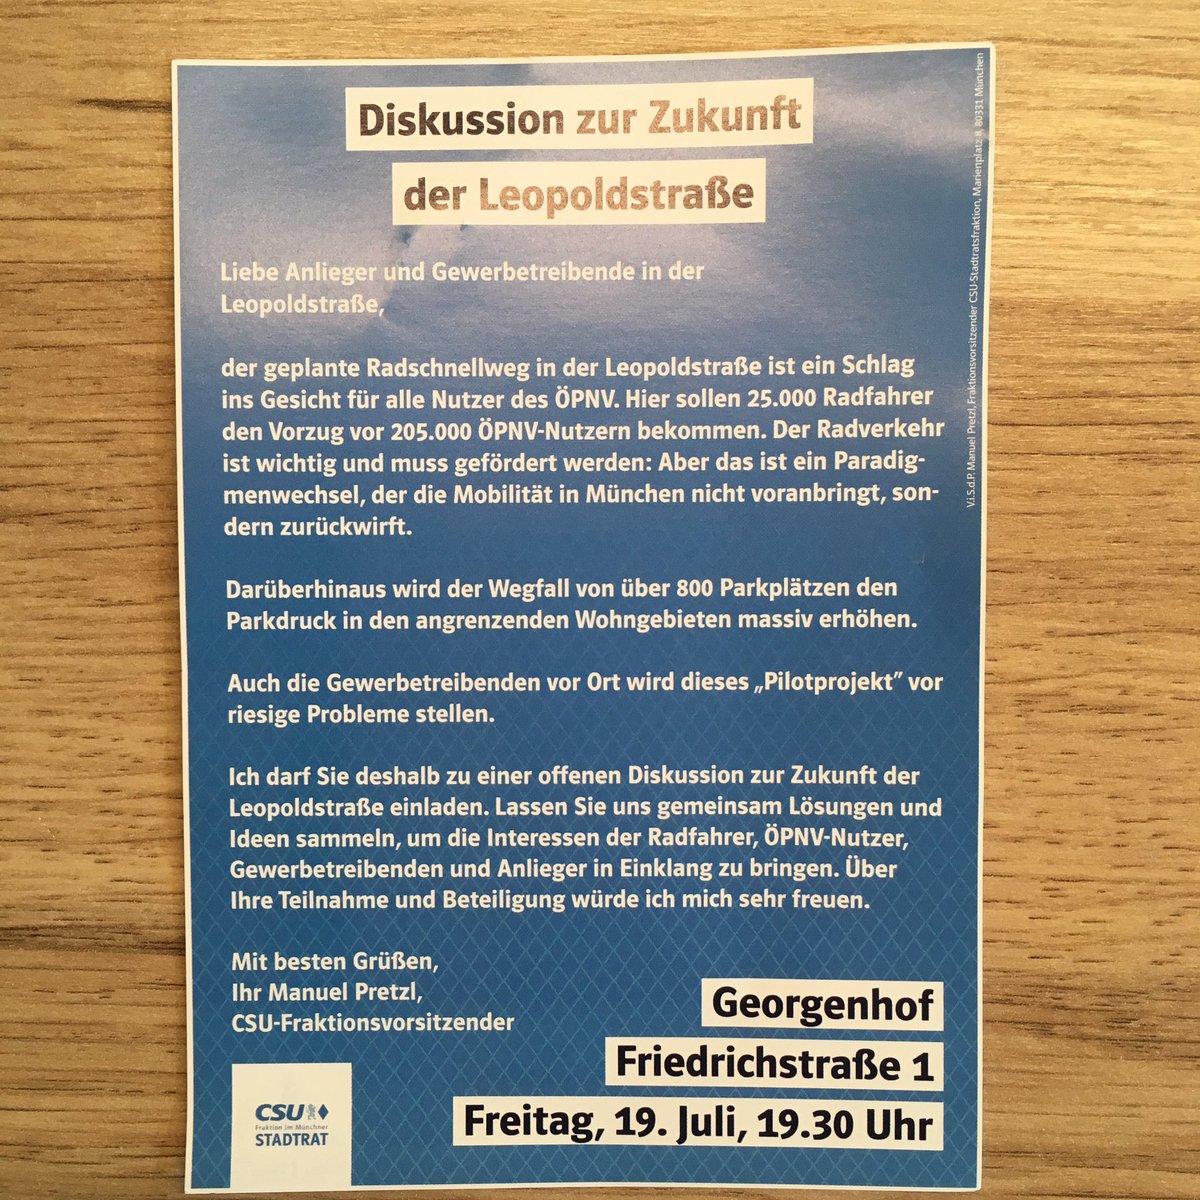 Diskussion zur Zukunft
der Leopoldstraße
Liebe Anlieger und Gewerbetreibende in der
Leopoldstraße,
der geplante Radschnellweg in der Leopoldstraße ist ein Schlag
ins Gesicht für alle Nutzer des ÖPNV. Hier sollen 25.000 Radfahrer
den Vorzug vor 205.000 ÖPNV-Nutzern bekommen. Der Radverkehr
ist wichtig und muss gefördert werden: Aber das ist ein Paradig-
menwechsel, der die Mobilität in München nicht voranbringt, son-
dern zurückwirft.
Darüberhinaus wird der Wegfall von über 800 Parkplätzen den
Parkdruck in den angrenzenden Wohngebieten massiv erhöhen.
Auch die Gewerbetreibenden vor Ort wird dieses „Pilotprojekt” vor
riesige Probleme stellen.
Ich darf Sie deshalb zu einer offenen Diskussion zur Zukunft der
Leopoldstraße einladen. Lassen Sie uns gemeinsam Lösungen und
Ideen sammeln, um die Interessen der Radfahrer, ÖPNV-Nutzer,
Gewerbetreibenden und Anlieger in Einklang zu bringen. Über
Ihre Teilnahme und Beteiligung würde ich mich sehr freuen.
Mit besten Grüßen,
Ihr Manuel Pretzl,
CSU-Fraktionsvorsitzender
Georgenhof
Friedrichstraße 1
Freitag, 19. Juli, 19.30 Uhr
CSU
Fraktion im Münchner
STADTRAT
V.i.S.d.P. Manuel Pretzl, Fraktionsvorsitzender CSU-Stadtratsfraktion, Marienplatz 8, 80331 München